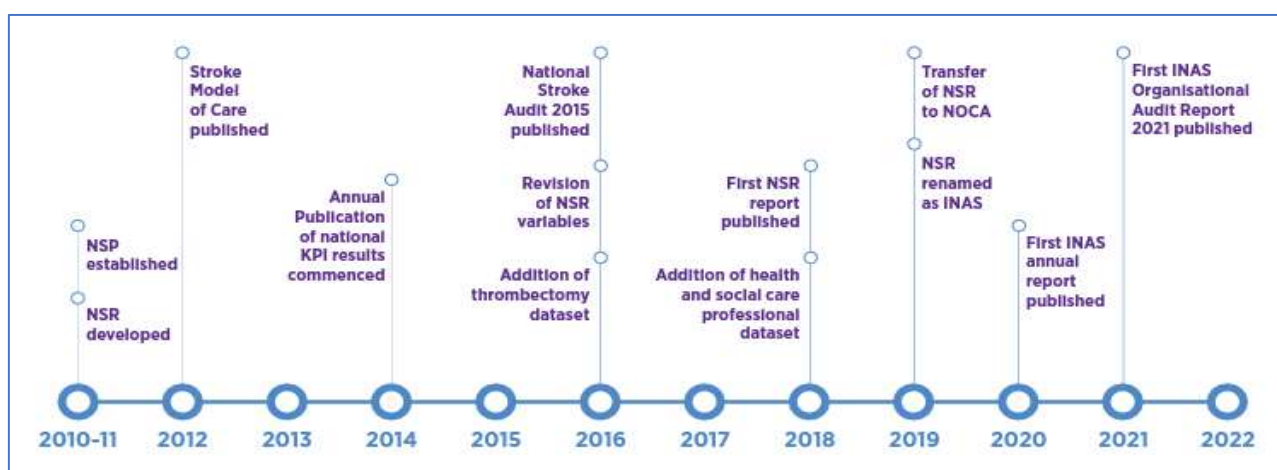 NSP
established
NSR
developed
Stroke
Model
of Care
published
Annual
Publication
of national
KPI results
commenced
National
Stroke
Audit 2015
published
Revision
of NSR
variables
Addition of
thrombectomy
dataset
First NSR
report
published
Addition of health
and social care
professional
dataset
Transfer
of NSR
to NOCA
NSR
renamed
as INAS
First INAS
annual
report
published
First INAS
Organisational
Audit Report
2021 published
2010-11 2012 2013 2014 2015 2016 2017 2018 2019 2020 2021 2022